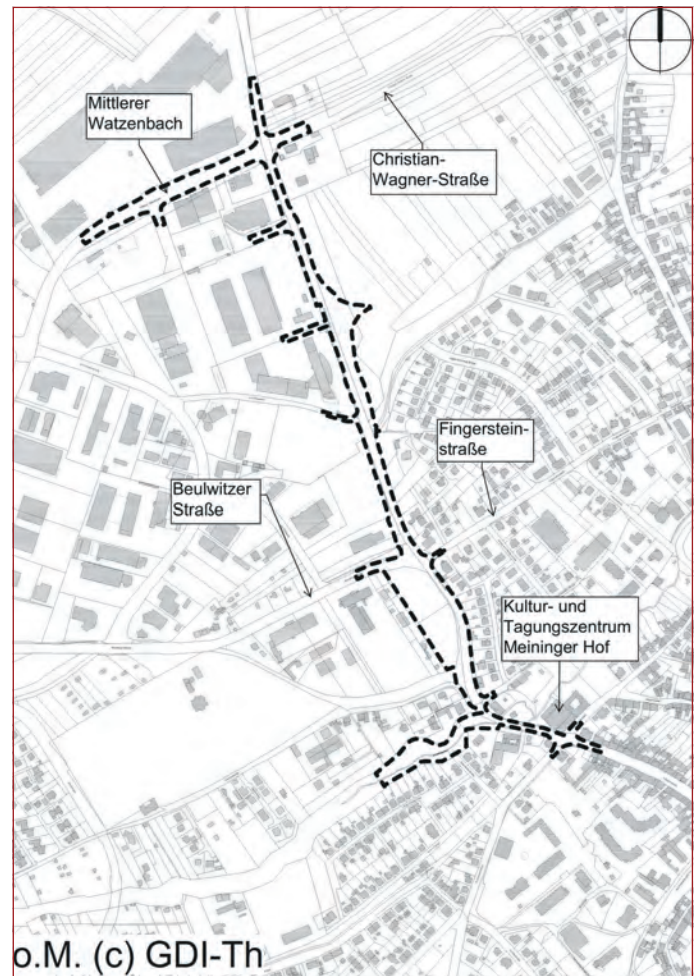 Mittlerer
Watzenbach
Christian-
Wagner-Straße
Fingerstein-
straße
Beulwitzer
Straße
Kultur- und
Tagungszentrum
Meininger Hof
o.M. (c) GDI-Th